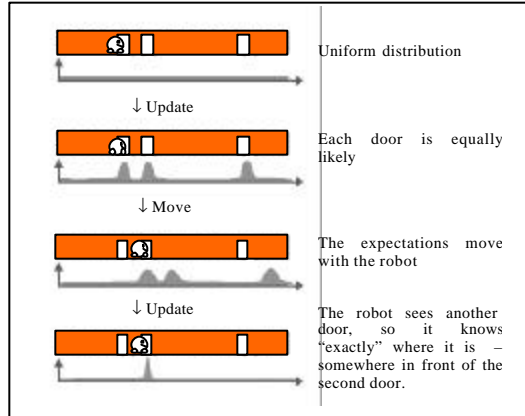 Uniform distribution
↓ Update
Each door is equally
likely
↓ Move
The expectations move
with the robot
↓ Update
The robot sees another
door, so it knows
“exactly” where it is –
somewhere in front of the
second door.